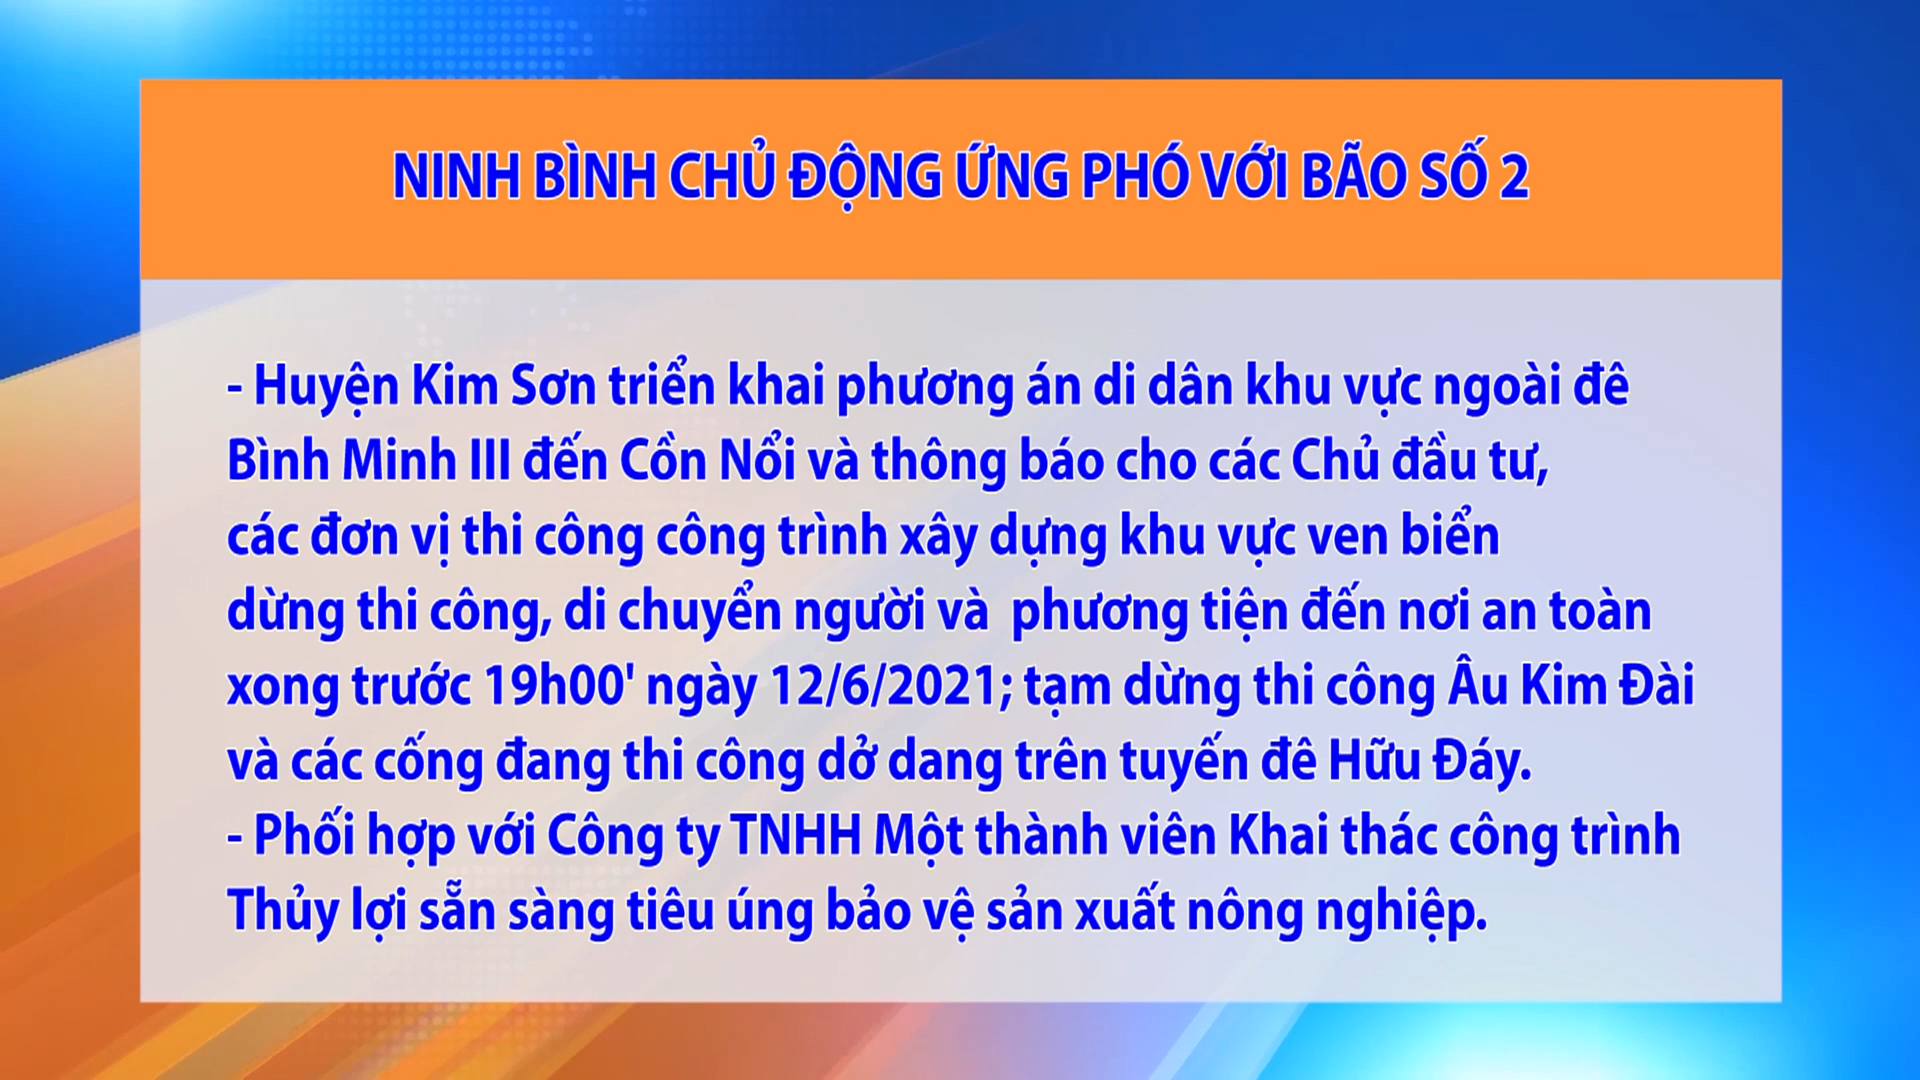 NINH BÌNH CHỦ ĐỘNG ỨNG PHÓ VỚI BÃO SỐ 2
- Huyện Kim Sơn triển khai phương án di dân khu vực ngoài đê
Bình Minh III đến Cồn Nổi và thông báo cho các Chủ đầu tư,
các đơn vị thi công công trình xây dựng khu vực ven biển
dừng thi công, di chuyển người và  phương tiện đến nơi an toàn
xong trước 19h00' ngày 12/6/2021; tạm dừng thi công Âu Kim Đài
và các cống đang thi công dở dang trên tuyến đê Hữu Đáy.
- Phối hợp với Công ty TNHH Một thành viên Khai thác công trình
Thủy lợi sẵn sàng tiêu úng bảo vệ sản xuất nông nghiệp.